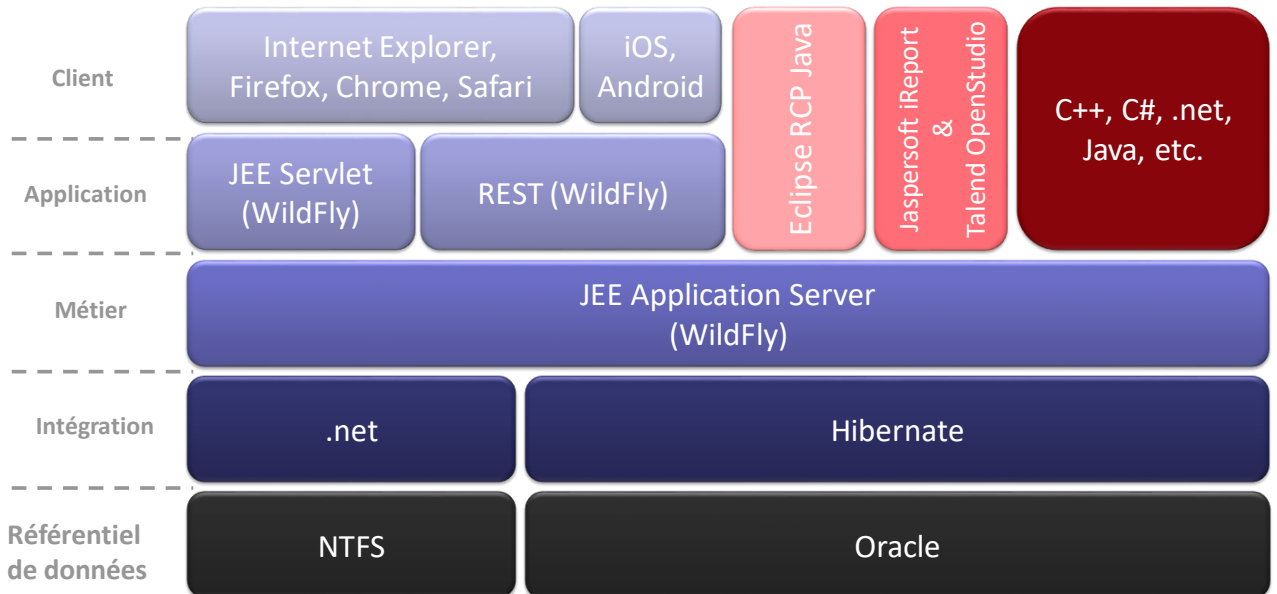 Client
Internet Explorer,
Firefox, Chrome, Safari
iOS,
Android
Eclipse RCP Java
Jaspersoft iReport
&
Talend OpenStudio
C++, C#, .net,
Java, etc.
Application
JEE Servlet
(WildFly)
REST (WildFly)
Métier
JEE Application Server
(WildFly)
Intégration
.net
Hibernate
Référentiel
de données
NTFS
Oracle